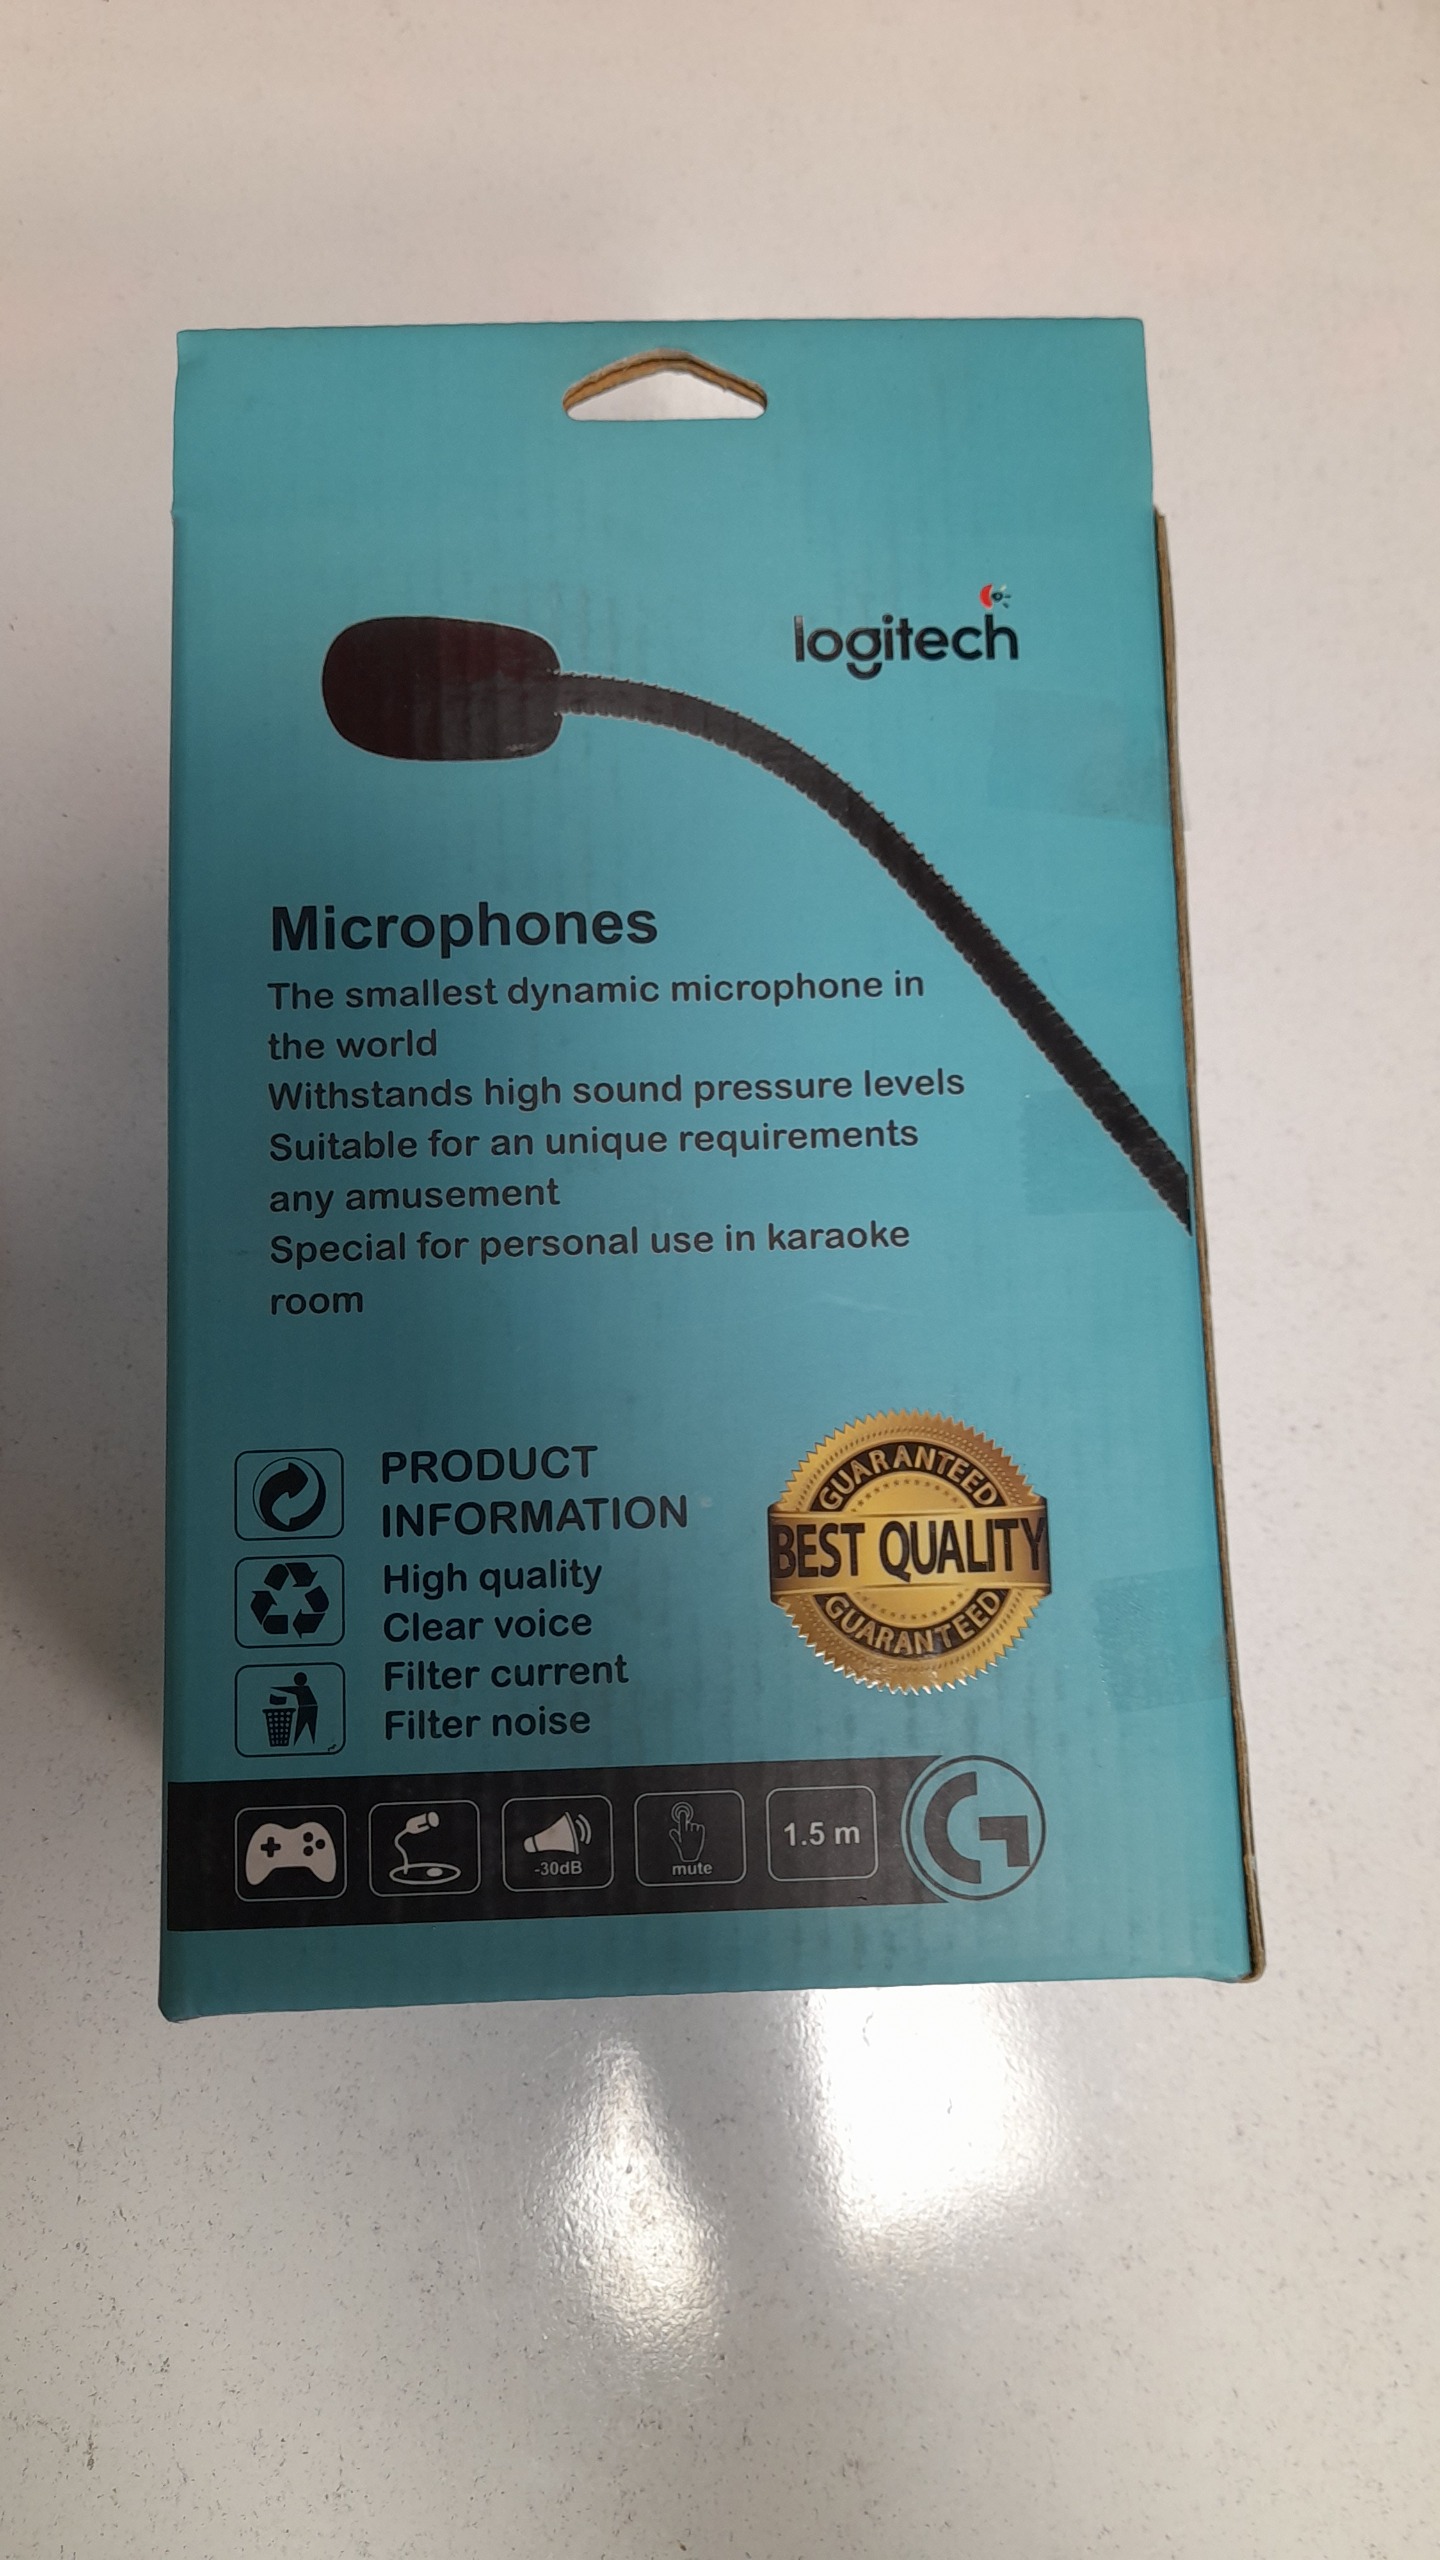 logitech
Microphones
The smallest dynamic microphone in
the world
Withstands high sound pressure levels
Suitable for an unique requirements
any amusement
Special for personal use in karaoke
room
PRODUCT
INFORMATION
High quality
Clear voice
Filter current
Filter noise
GUARANTEED
BEST QUALITY
GUARANTEED
-30dB
mute
1.5 m
G